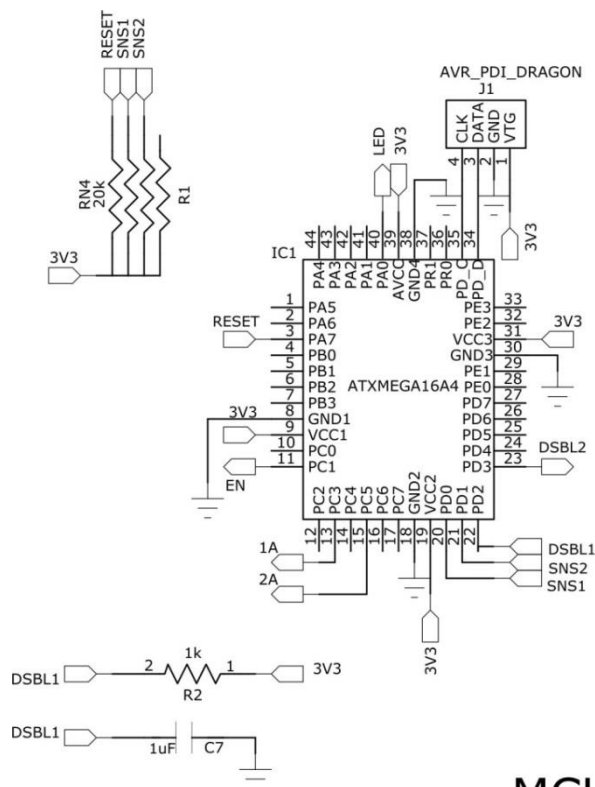 RESET
SNS1
SNS2
RN4
20k
R1
3V3
AVR_PDI_DRAGON
J1
CLK
DATA
GND
VTG
4
3
2
1
LED
3V3
3V3
IC1
44
43
42
41
40
39
38
37
36
35
34
PA4
PA3
PA2
PA1
PA0
AVCC
GND4
PR1
PR0
PD_C
PD_D
1 PA5
2 PA6
RESET 3 PA7
4 PB0
5 PB1
6 PB2
7 PB3
8 GND1
3V3 9 VCC1
10 PC0
11 PC1
EN
ATXMEGA16A4
PE3 33
PE2 32
VCC3 31 3V3
GND3 30
PE1 29
PE0 28
PD7 27
PD6 26
PD5 25
PD4 24
PD3 23 DSBL2
PC2
PC3
PC4
PC5
PC6
PC7
GND2
VCC2
PD0
PD1
PD2
12
13
14
15
16
17
18
19
20
21
22
1A
2A
DSBL1
SNS2
SNS1
3V3
DSBL1 2 1k 1 3V3
R2
DSBL1
1uF C7